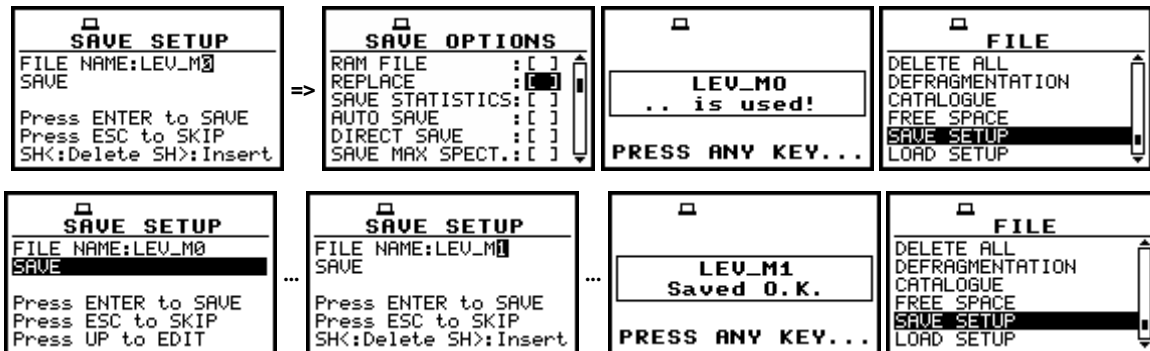 SAVE SETUP
FILE NAME:LEV_M0
SAVE
Press ENTER to SAVE
Press ESC to SKIP
SH<:Delete SH>:Insert
=>
SAVE OPTIONS
RAM FILE :[ ]
REPLACE :[ ]
SAVE STATISTICS:[ ]
AUTO SAVE :[ ]
DIRECT SAVE :[ ]
SAVE MAX SPECT.:[ ]
LEV_M0
.. is used!
PRESS ANY KEY...
FILE
DELETE ALL
DEFRAGMENTATION
CATALOGUE
FREE SPACE
SAVE SETUP
LOAD SETUP
SAVE SETUP
FILE NAME:LEV_M0
SAVE
Press ENTER to SAVE
Press ESC to SKIP
Press UP to EDIT
...
SAVE SETUP
FILE NAME:LEV_M1
SAVE
Press ENTER to SAVE
Press ESC to SKIP
SH<:Delete SH>:Insert
...
LEV_M1
Saved O.K.
PRESS ANY KEY...
FILE
DELETE ALL
DEFRAGMENTATION
CATALOGUE
FREE SPACE
SAVE SETUP
LOAD SETUP